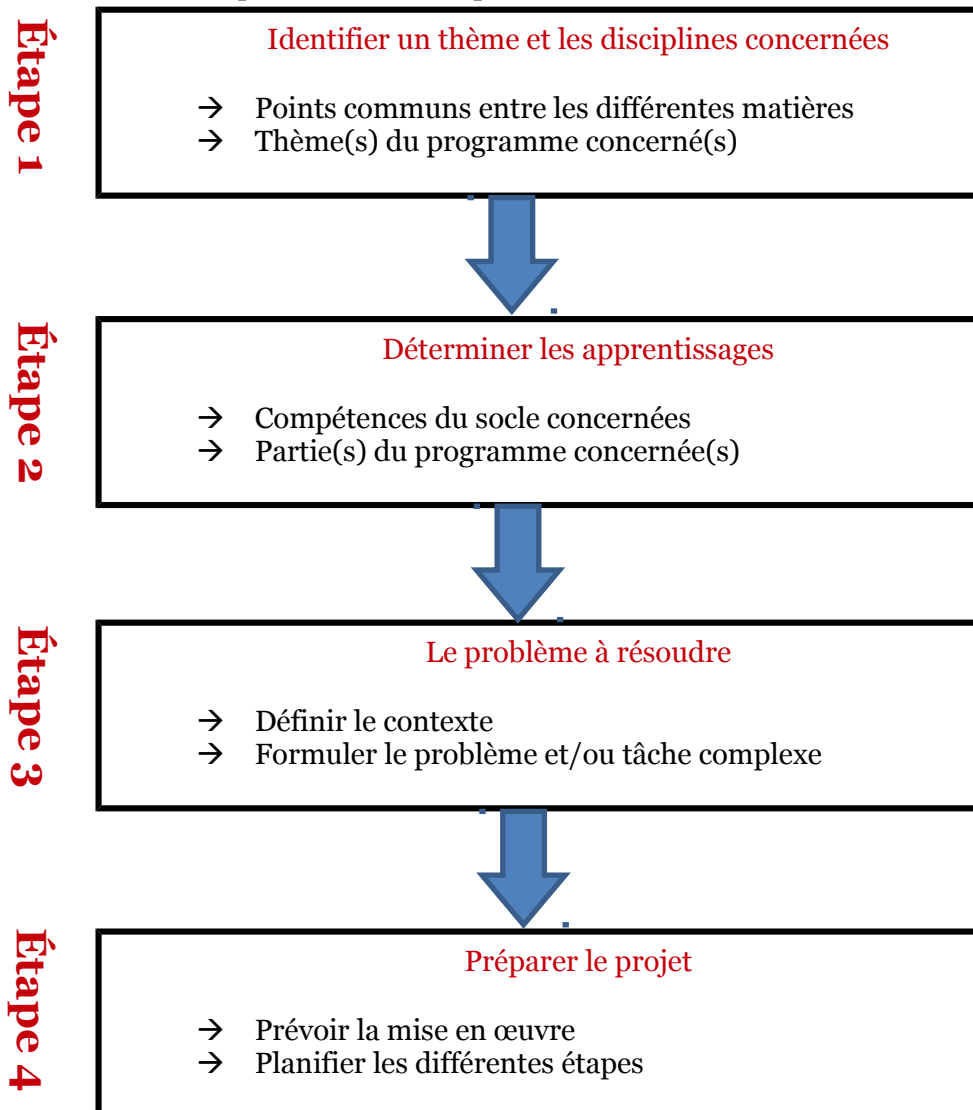 Étape 1
Identifier un thème et les disciplines concernées
→ Points communs entre les différentes matières
→ Thème(s) du programme concerné(s)
Étape 2
Déterminer les apprentissages
→ Compétences du socle concernées
→ Partie(s) du programme concernée(s)
Étape 3
Le problème à résoudre
→ Définir le contexte
→ Formuler le problème et/ou tâche complexe
Étape 4
Préparer le projet
→ Prévoir la mise en œuvre
→ Planifier les différentes étapes